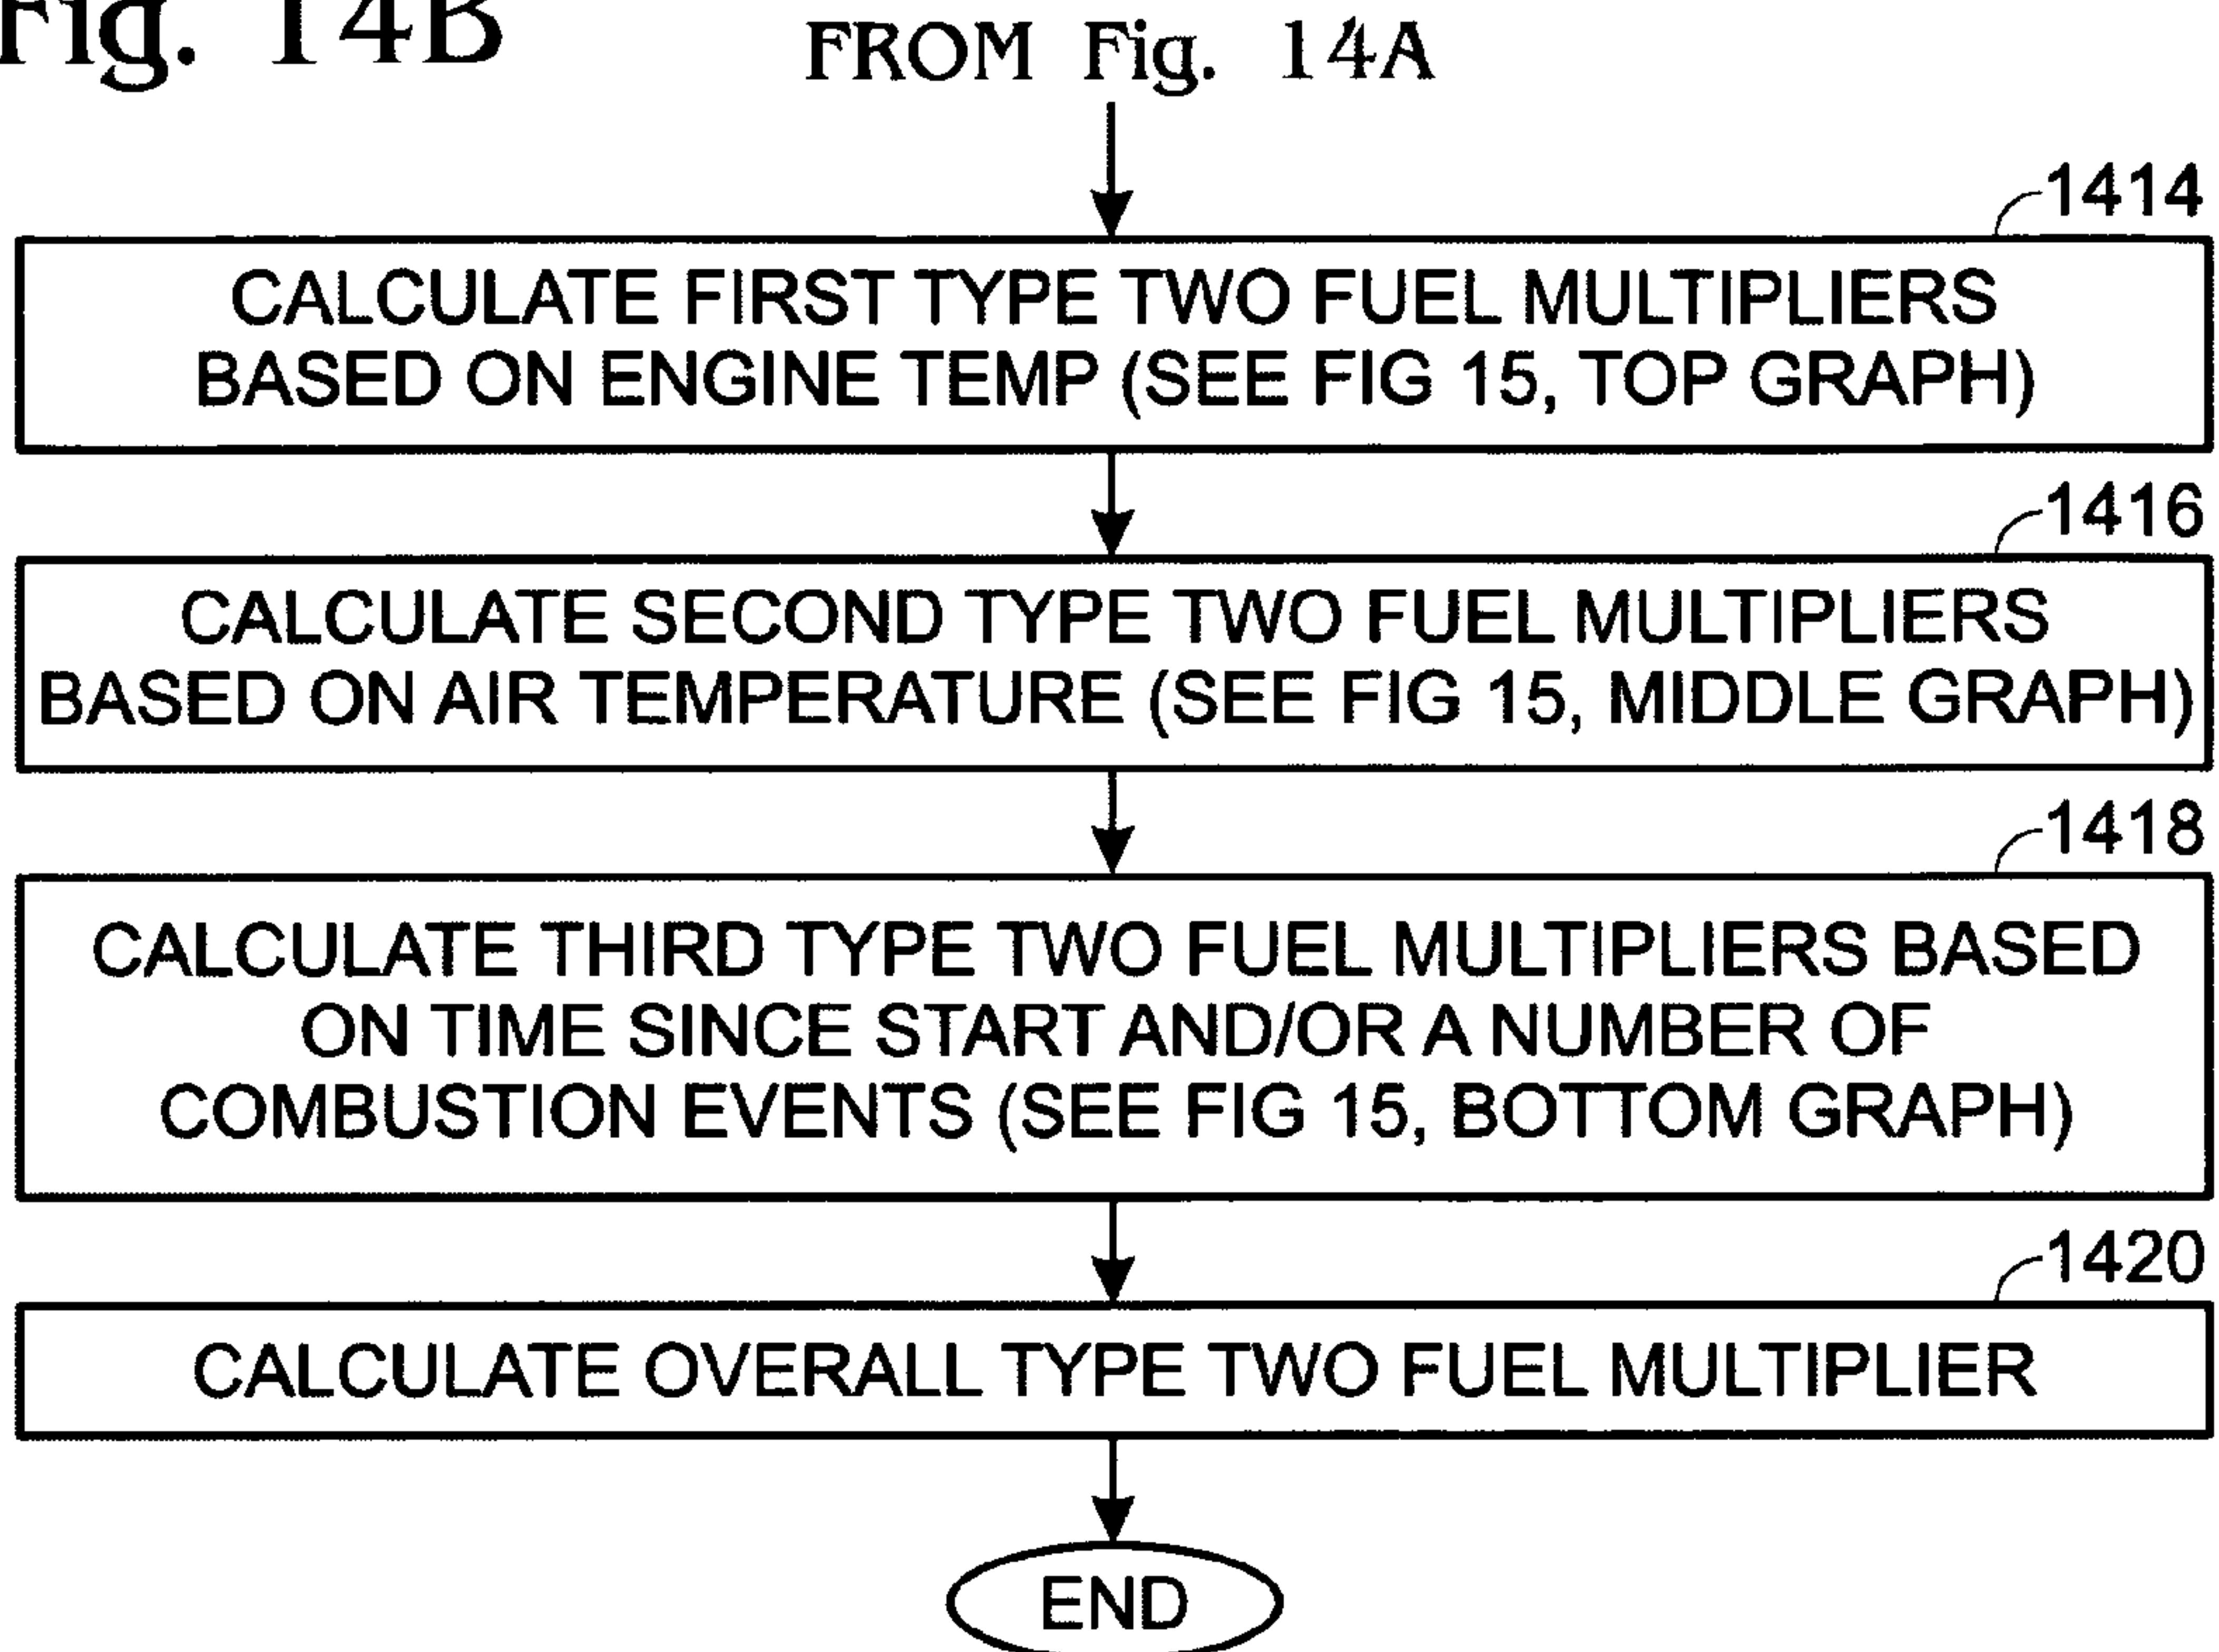 Fig. 14B
FROM Fig. 14A
1414
CALCULATE FIRST TYPE TWO FUEL MULTIPLIERS
BASED ON ENGINE TEMP (SEE FIG 15, TOP GRAPH)
1416
CALCULATE SECOND TYPE TWO FUEL MULTIPLIERS
BASED ON AIR TEMPERATURE (SEE FIG 15, MIDDLE GRAPH)
1418
CALCULATE THIRD TYPE TWO FUEL MULTIPLIERS BASED
ON TIME SINCE START AND/OR A NUMBER OF
COMBUSTION EVENTS (SEE FIG 15, BOTTOM GRAPH)
1420
CALCULATE OVERALL TYPE TWO FUEL MULTIPLIER
END